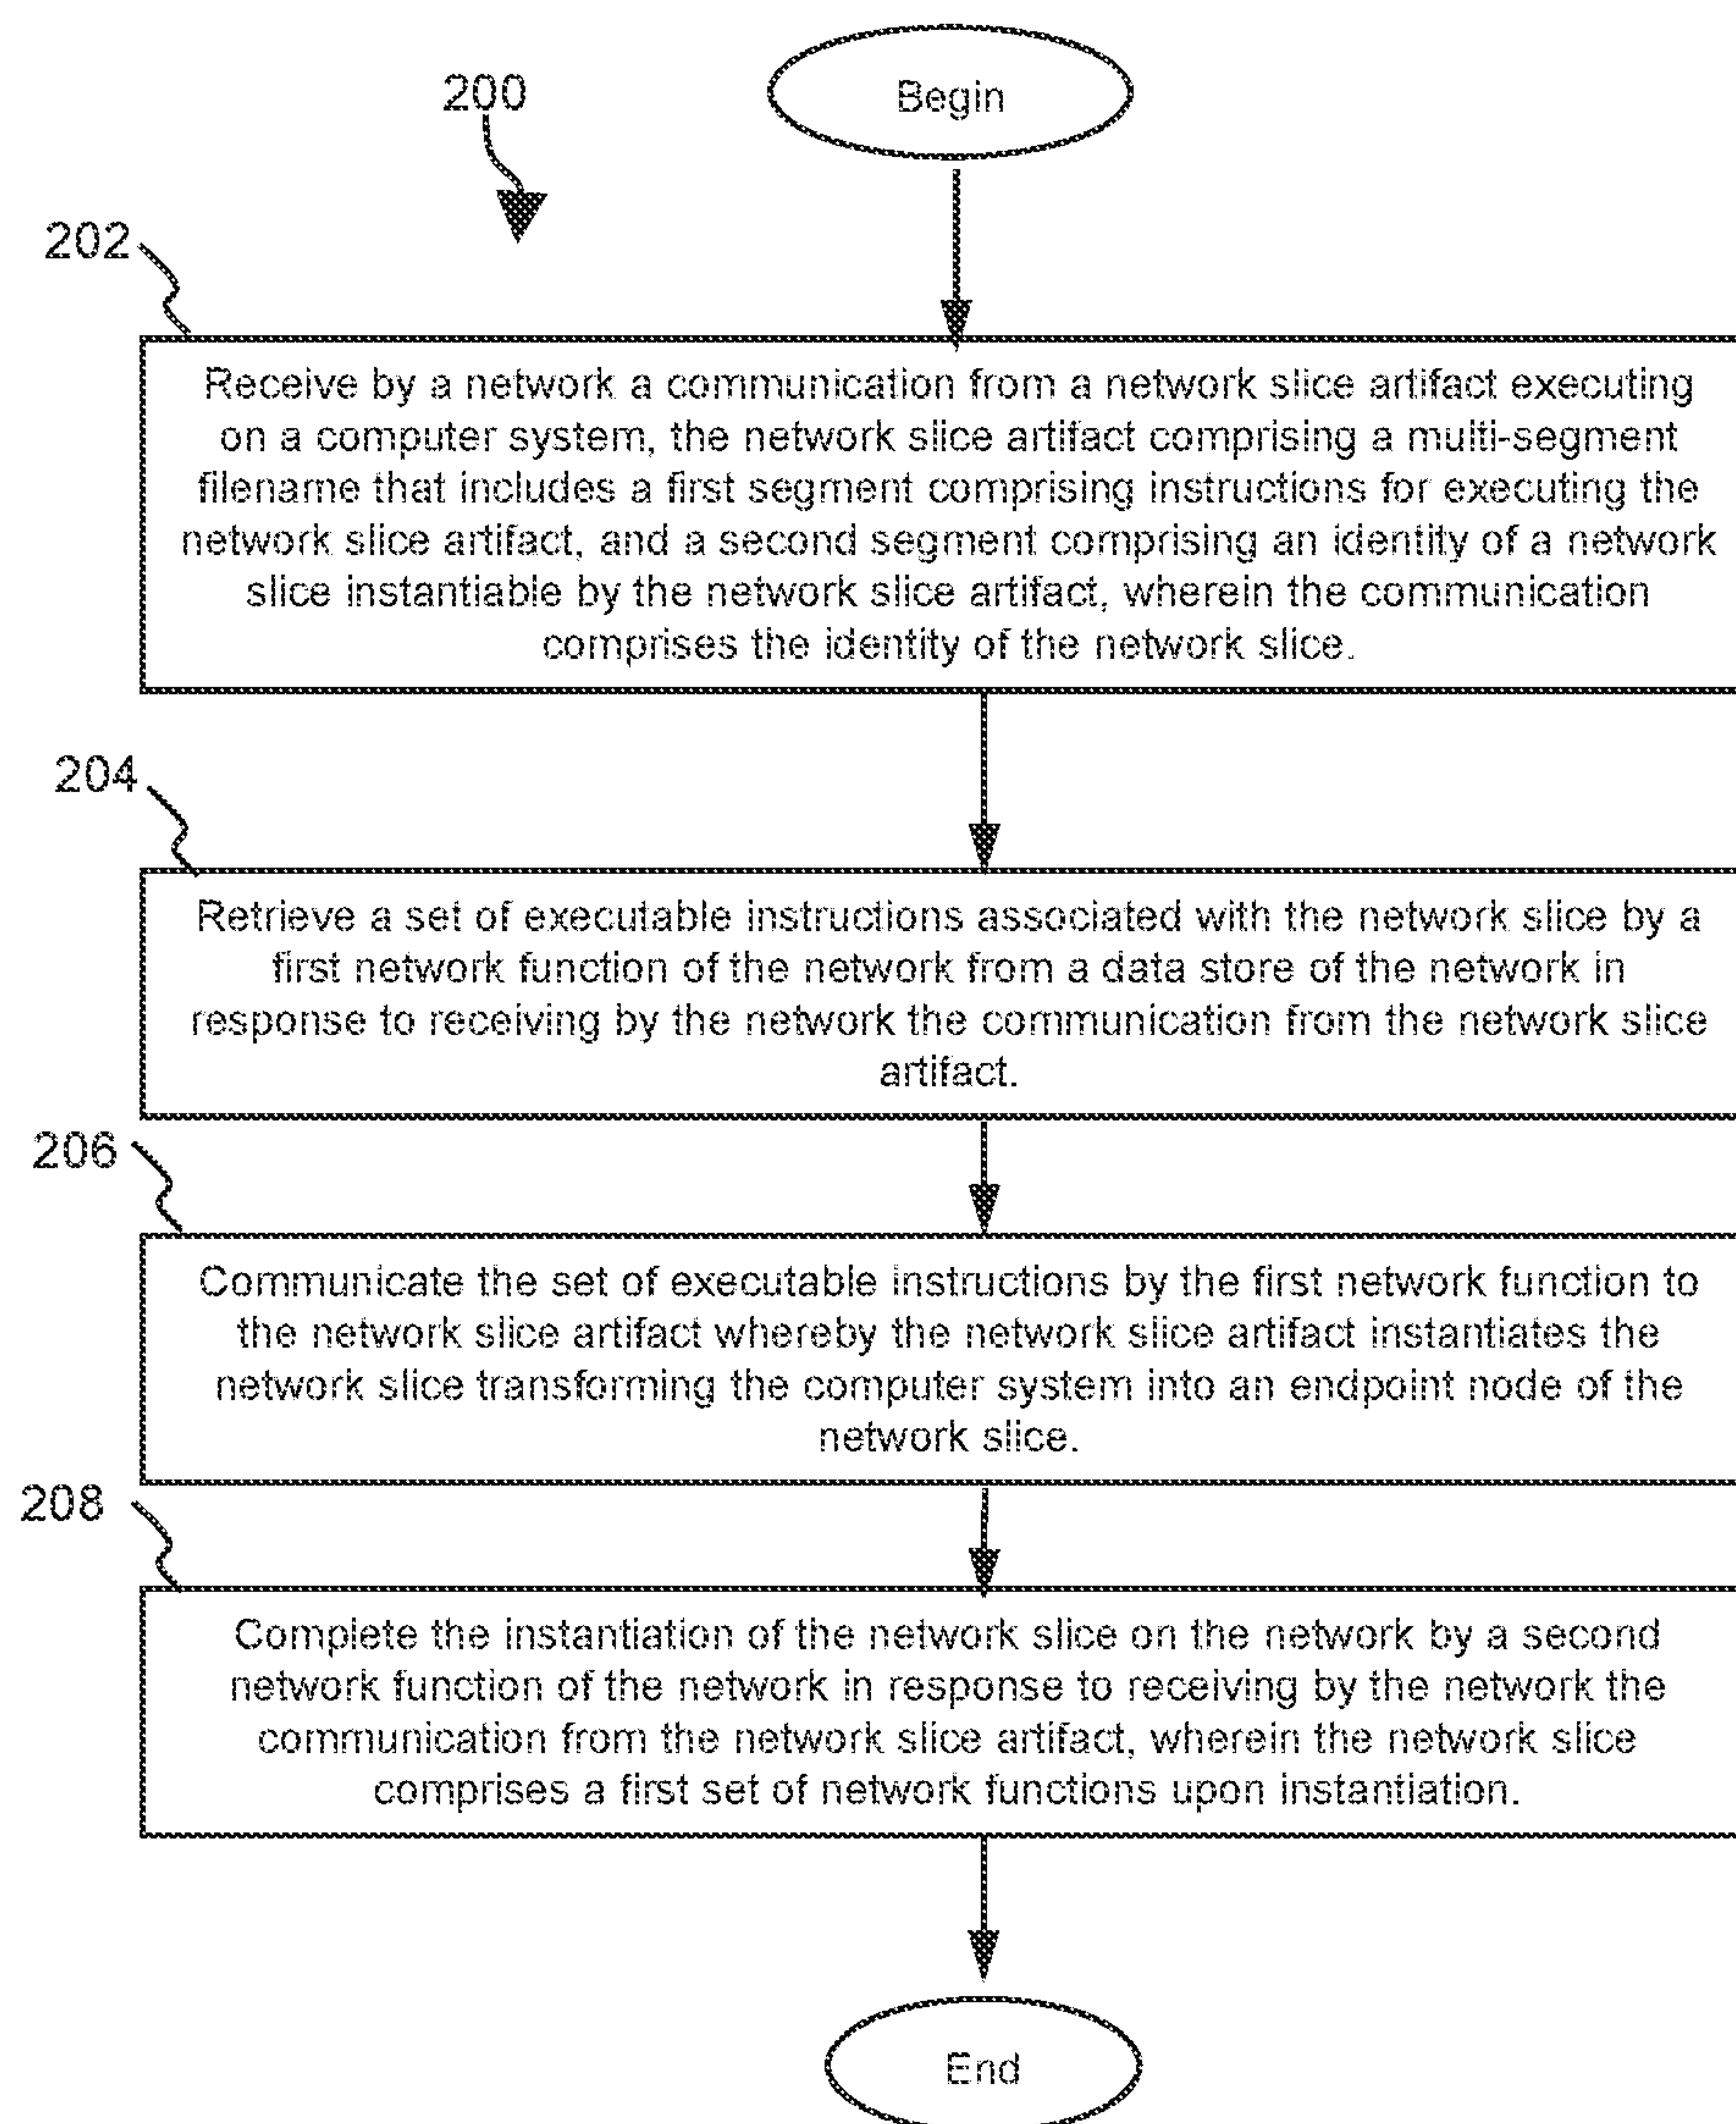 200
Begin
202
Receive by a network a communication from a network slice artifact executing
on a computer system, the network slice artifact comprising a multi-segment
filename that includes a first segment comprising instructions for executing the
network slice artifact, and a second segment comprising an identity of a network
slice instantiable by the network slice artifact, wherein the communication
comprises the identity of the network slice.
204
Retrieve a set of executable instructions associated with the network slice by a
first network function of the network from a data store of the network in
response to receiving by the network the communication from the network slice
artifact.
206
Communicate the set of executable instructions by the first network function to
the network slice artifact whereby the network slice artifact instantiates the
network slice transforming the computer system into an endpoint node of the
network slice.
208
Complete the instantiation of the network slice on the network by a second
network function of the network in response to receiving by the network the
communication from the network slice artifact, wherein the network slice
comprises a first set of network functions upon instantiation.
End